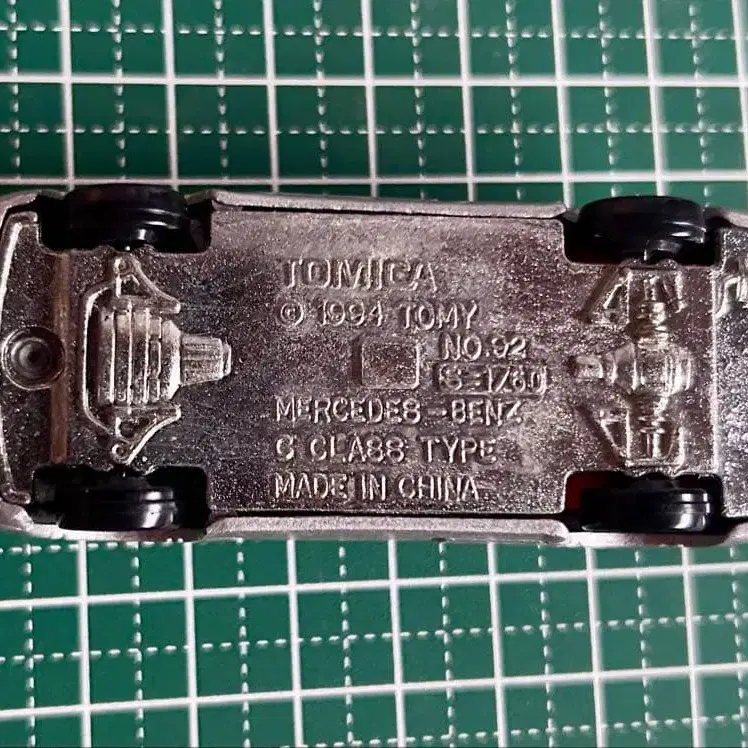 TOMICA
© 1994 TOMY
NO.92
S=1/60
MERCEDES-BENZ
C CLASS TYPE
MADE IN CHINA